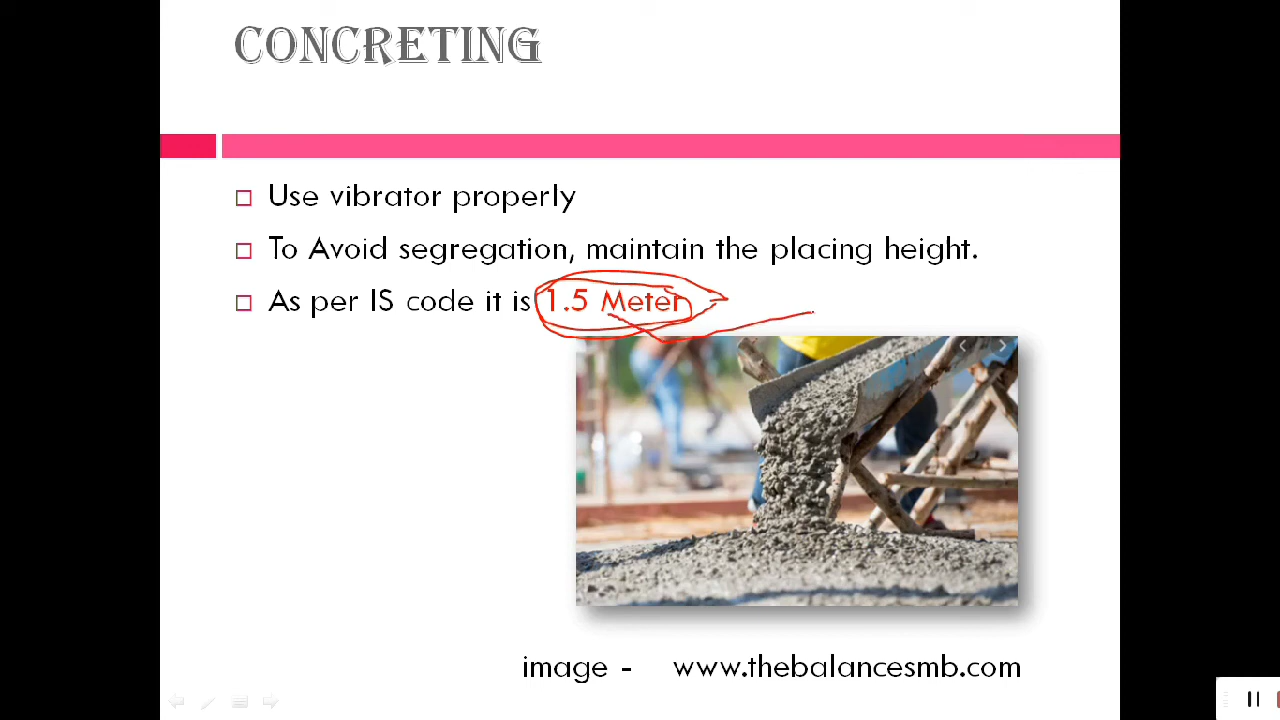 CONCRETING
Use vibrator properly
To Avoid segregation, maintain the placing height.
As per IS code it is 1.5 Meter
image - www.thebalancesmb.com